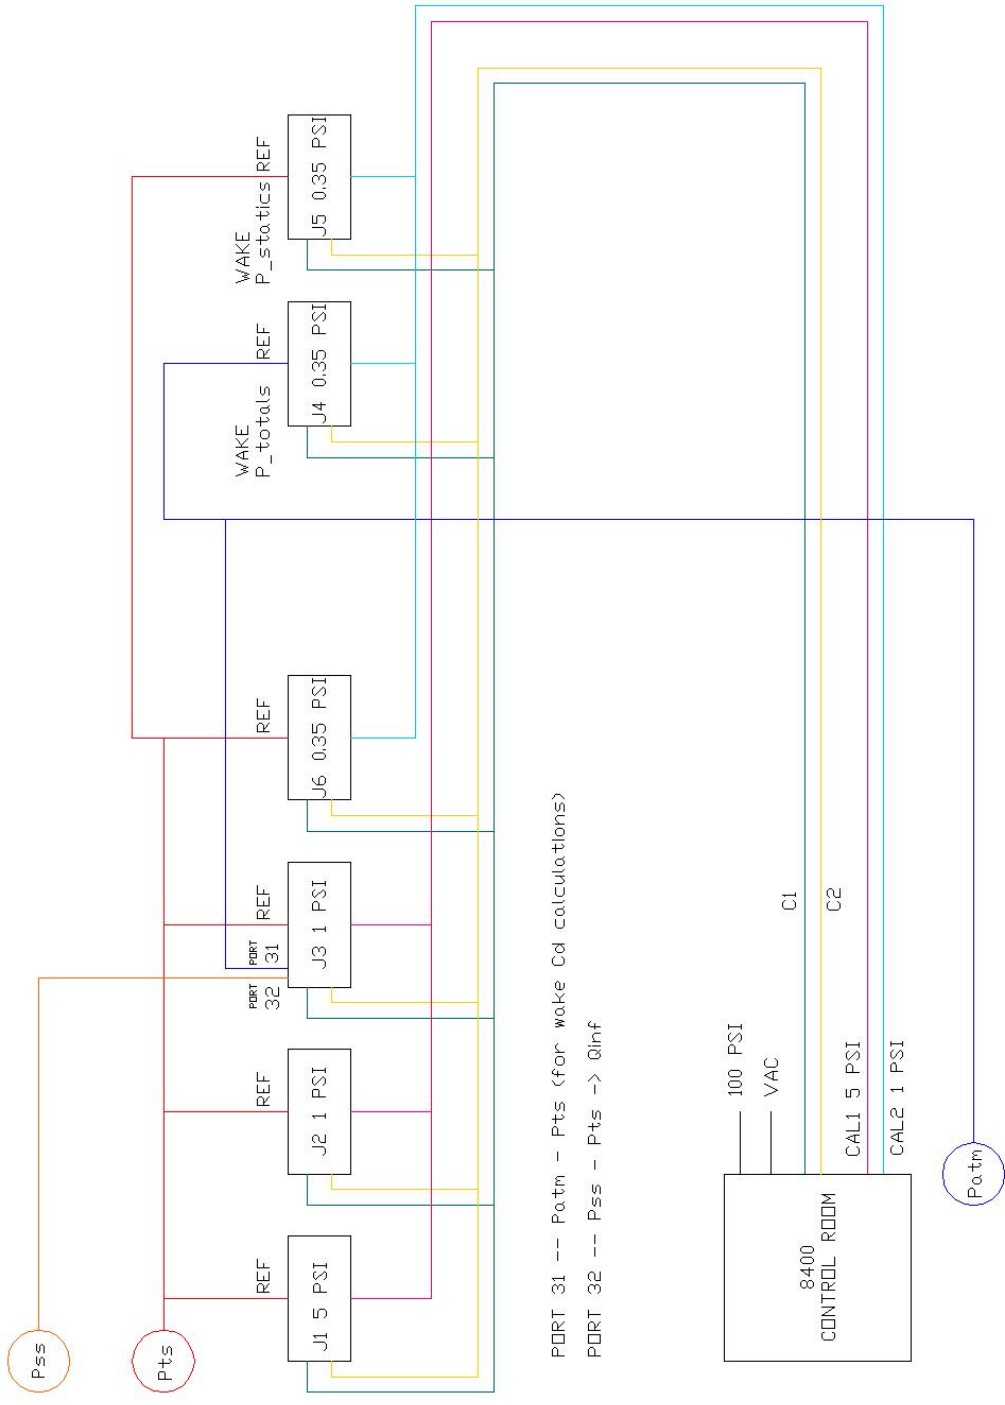 Pss
Pts
J1 5 PSI
REF
J2 1 PSI
REF
PORT
32
PORT
31
J3 1 PSI
REF
J6 0.35 PSI
REF
WAKE
P_totals
REF
J4 0.35 PSI
WAKE
P_statics REF
J5 0.35 PSI
PORT 31 -- Patm - Pts (for wake Cd calculations)
PORT 32 -- Pss - Pts -> Qinf
8400
CONTROL ROOM
100 PSI
VAC
C1
C2
CAL1 5 PSI
CAL2 1 PSI
Patm